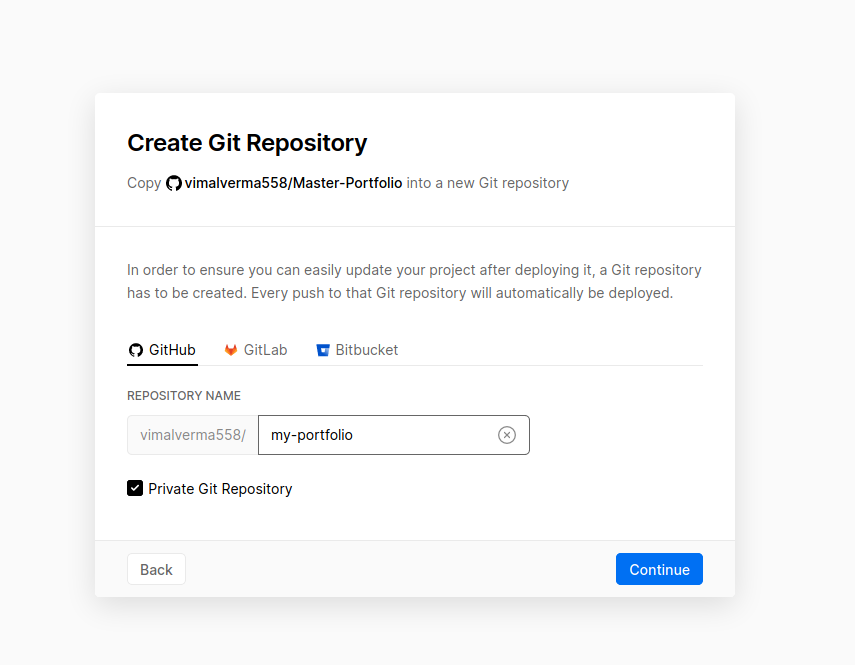 Create Git Repository
Copy vimalverma558/Master-Portfolio into a new Git repository
In order to ensure you can easily update your project after deploying it, a Git repository
has to be created. Every push to that Git repository will automatically be deployed.
GitHub GitLab Bitbucket
REPOSITORY NAME
vimalverma558/ my-portfolio
Private Git Repository
Back Continue